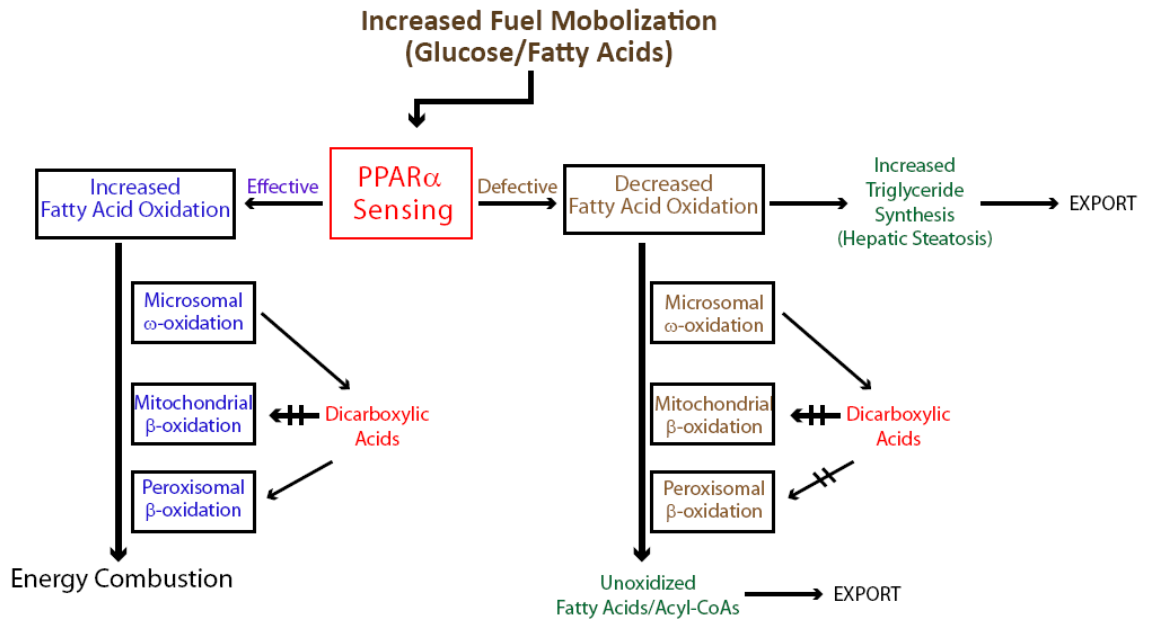 Increased Fuel Mobolization
(Glucose/Fatty Acids)
Increased
Fatty Acid Oxidation
Effective
PPARα
Sensing
Defective
Decreased
Fatty Acid Oxidation
Increased
Triglyceride
Synthesis
(Hepatic Steatosis)
EXPORT
Microsomal
ω-oxidation
Mitochondrial
β-oxidation
Dicarboxylic
Acids
Peroxisomal
β-oxidation
Energy Combustion
Microsomal
ω-oxidation
Mitochondrial
β-oxidation
Dicarboxylic
Acids
Peroxisomal
β-oxidation
Unoxidized
Fatty Acids/Acyl-CoAs
EXPORT